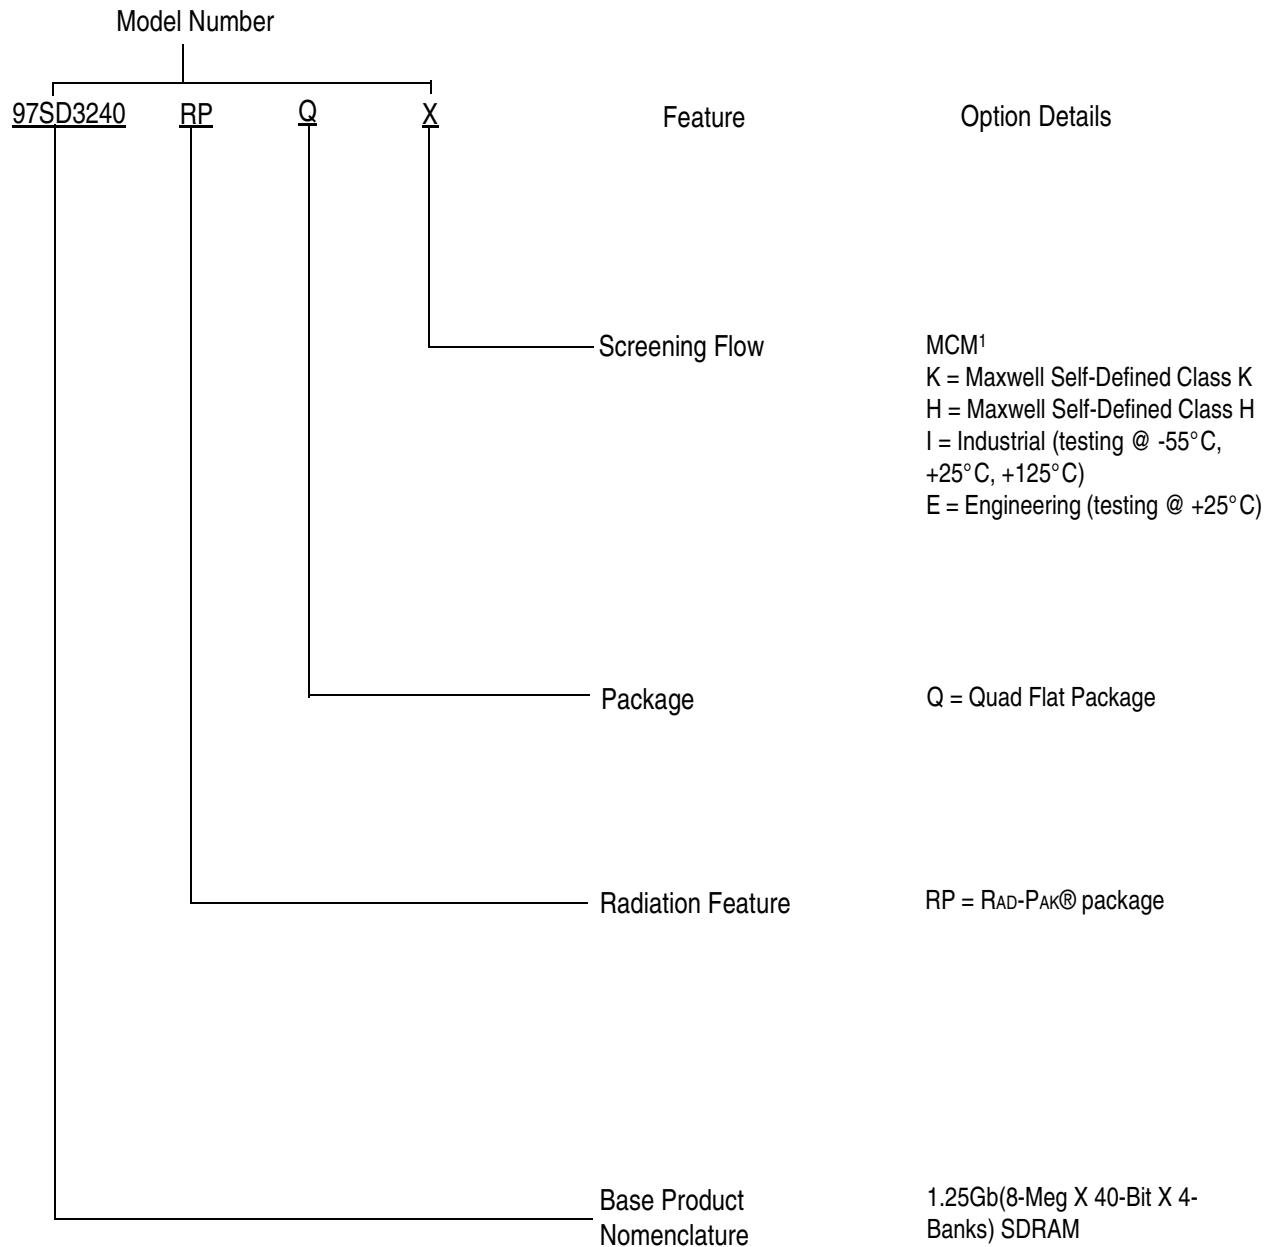 Model Number
97SD3240 RP Q X Feature Option Details
Screening Flow MCM¹
K = Maxwell Self-Defined Class K
H = Maxwell Self-Defined Class H
I = Industrial (testing @ -55°C,
+25°C, +125°C)
E = Engineering (testing @ +25°C)
Package Q = Quad Flat Package
Radiation Feature RP = RAD-PAK® package
Base Product 1.25Gb(8-Meg X 40-Bit X 4-
Nomenclature Banks) SDRAM